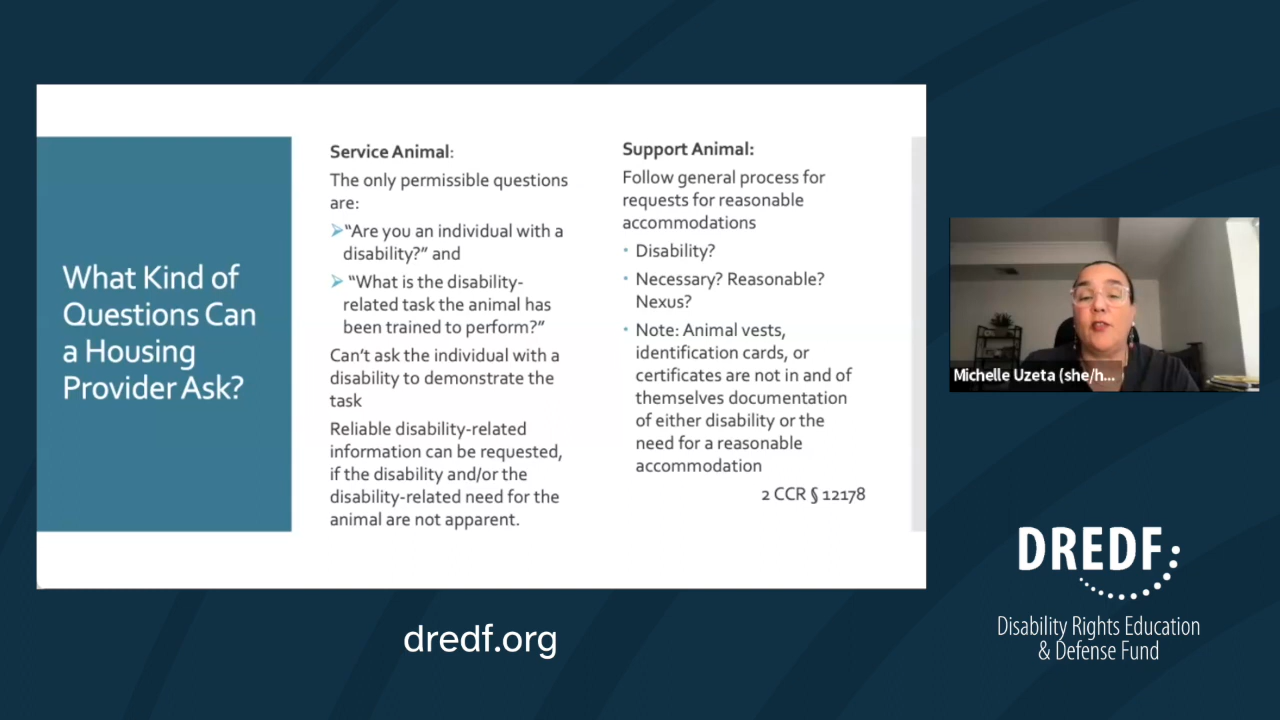 What Kind of
Questions Can
a Housing
Provider Ask?
Service Animal:
The only permissible questions
are:
"Are you an individual with a
disability?" and
"What is the disability-
related task the animal has
been trained to perform?"
Can't ask the individual with a
disability to demonstrate the
task
Reliable disability-related
information can be requested,
if the disability and/or the
disability-related need for the
animal are not apparent.
Support Animal:
Follow general process for
requests for reasonable
accommodations
• Disability?
• Necessary? Reasonable?
Nexus?
• Note: Animal vests,
identification cards, or
certificates are not in and of
themselves documentation
of either disability or the
need for a reasonable
accommodation
2 CCR § 12178
Michelle Uzeta (she/h...
dredf.org
DREDF
Disability Rights Education
& Defense Fund